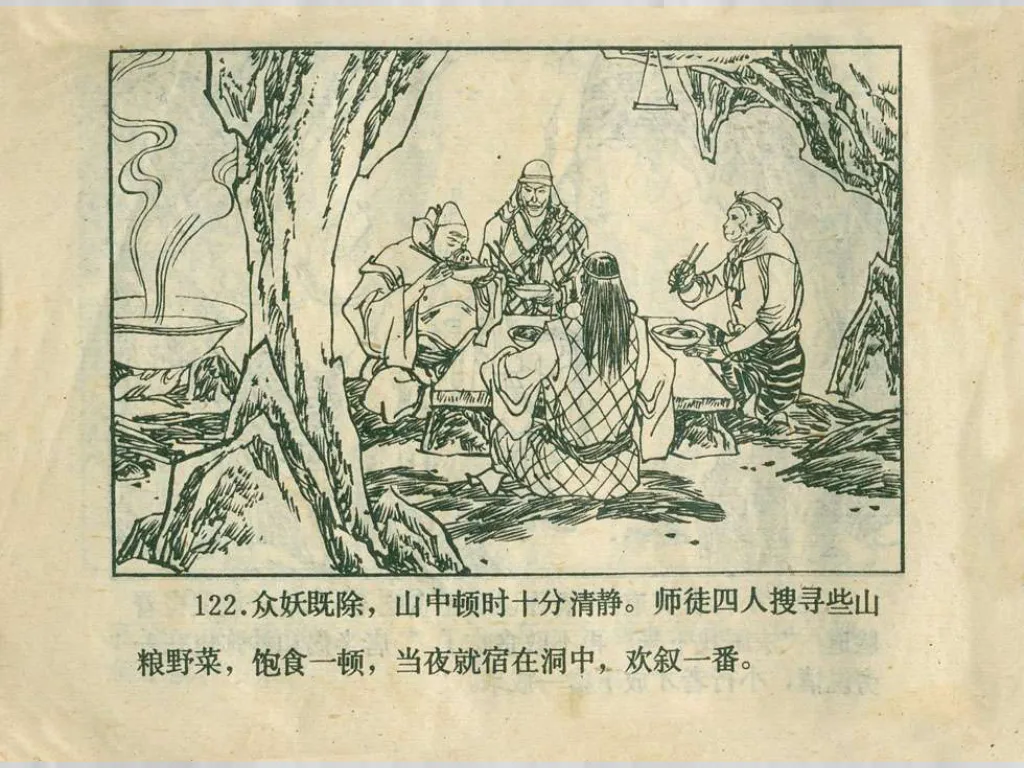 122.众妖既除，山中顿时十分清静。师徒四人搜寻些山
粮野菜，饱食一顿，当夜就宿在洞中，欢叙一番。